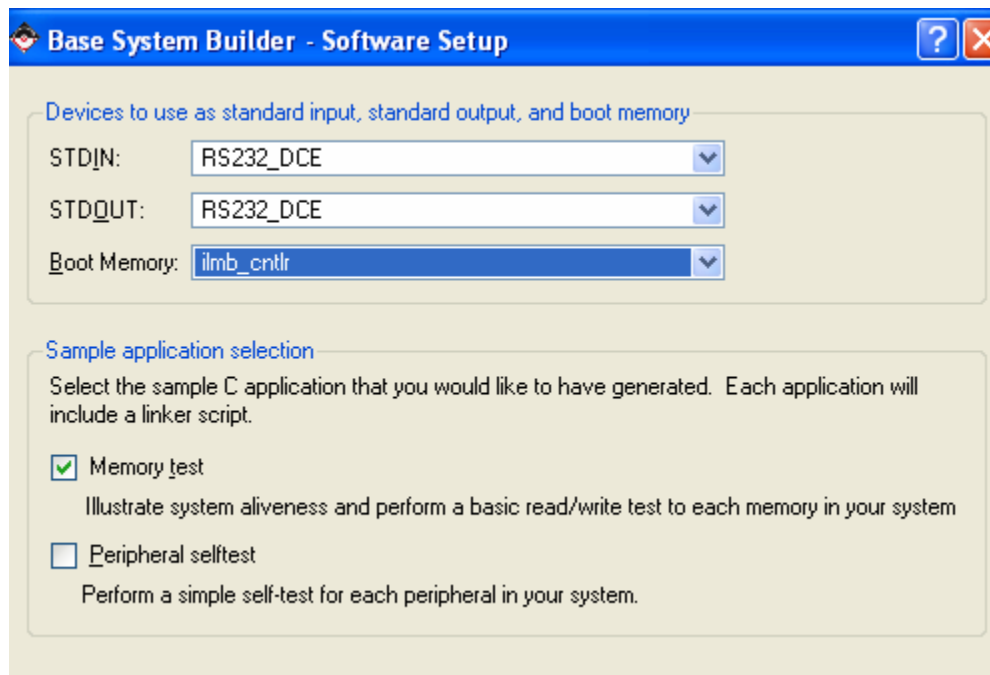 Base System Builder - Software Setup
Devices to use as standard input, standard output, and boot memory
STDIN: RS232_DCE
STDOUT: RS232_DCE
Boot Memory: ilmb_cntlr
Sample application selection
Select the sample C application that you would like to have generated. Each application will
include a linker script.
Memory test
Illustrate system aliveness and perform a basic read/write test to each memory in your system
Peripheral selftest
Perform a simple self-test for each peripheral in your system.